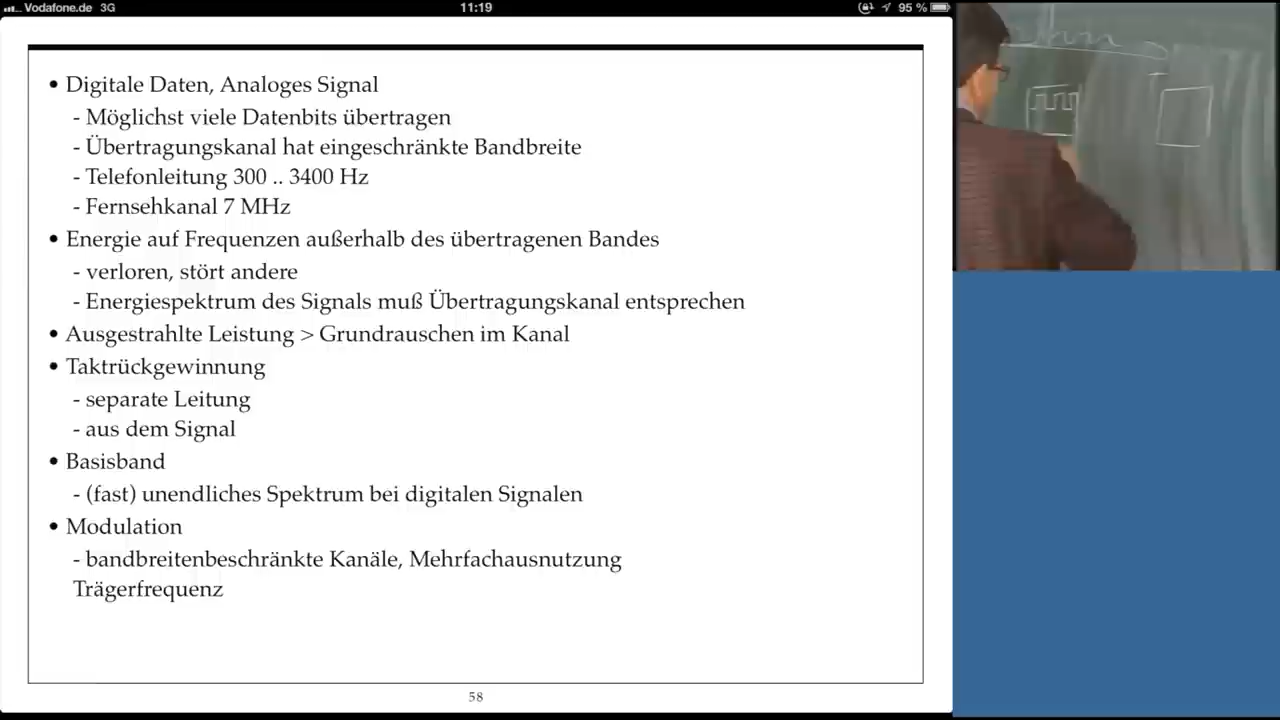 Vodafone.de 3G 11:19 95 %
• Digitale Daten, Analoges Signal
- Möglichst viele Datenbits übertragen
- Übertragungskanal hat eingeschränkte Bandbreite
- Telefonleitung 300 .. 3400 Hz
- Fernsehkanal 7 MHz
• Energie auf Frequenzen außerhalb des übertragenen Bandes
- verloren, stört andere
- Energiespektrum des Signals muß Übertragungskanal entsprechen
• Ausgestrahlte Leistung > Grundrauschen im Kanal
• Taktrückgewinnung
- separate Leitung
- aus dem Signal
• Basisband
- (fast) unendliches Spektrum bei digitalen Signalen
• Modulation
- bandbreitenbeschränkte Kanäle, Mehrfachausnutzung
Trägerfrequenz
58